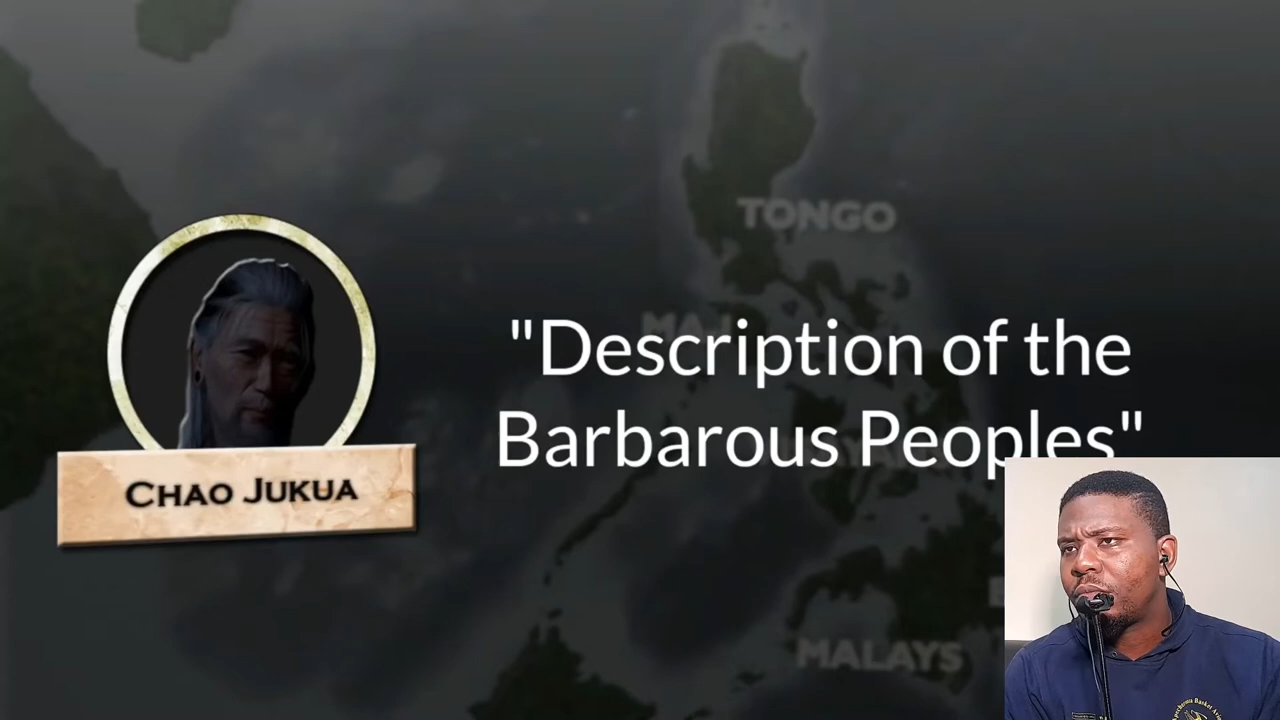 TONGO
"Description of the
Barbarous Peoples"
CHAO JUKUA
MALAYS